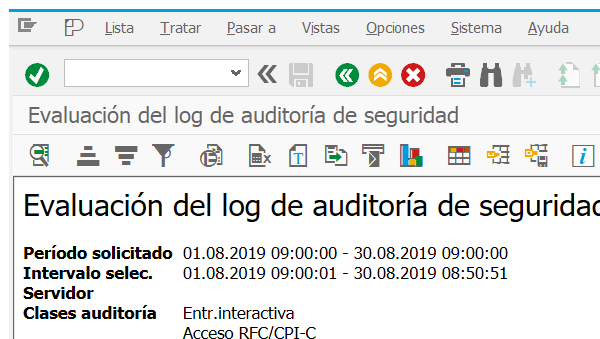 Lista Tratar Pasar a Vistas Opciones Sistema Ayuda
Evaluación del log de auditoría de seguridad
Evaluación del log de auditoría de seguridad
Período solicitado 01.08.2019 09:00:00 - 30.08.2019 09:00:00
Intervalo selec. 01.08.2019 09:00:01 - 30.08.2019 08:50:51
Servidor
Clases auditoría Entr.interactiva
Acceso RFC/CPI-C